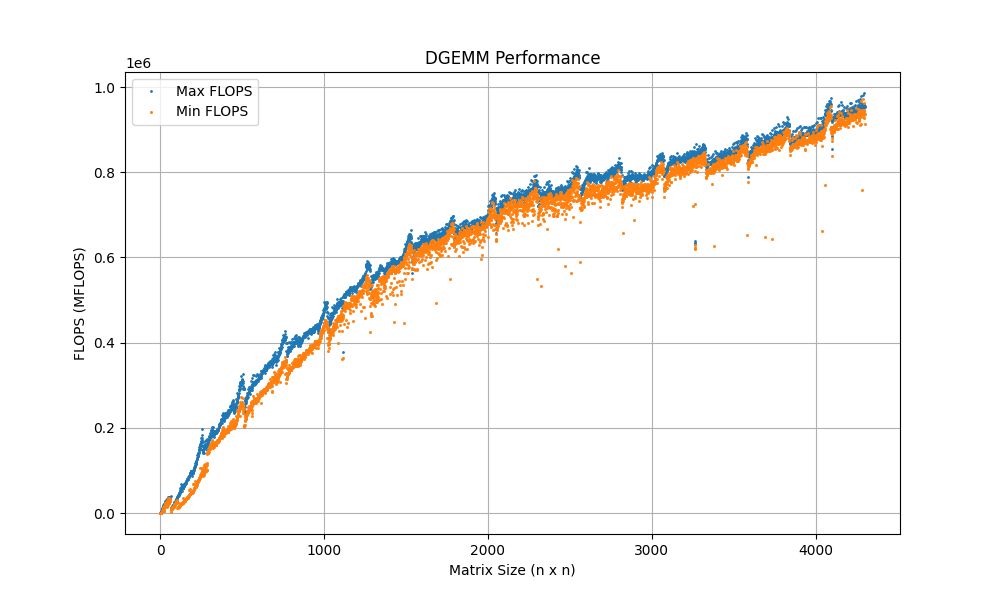 DGEMM Performance
1e6
Max FLOPS
Min FLOPS
FLOPS (MFLOPS)
1.0
0.8
0.6
0.4
0.2
0.0
0 1000 2000 3000 4000
Matrix Size (n x n)